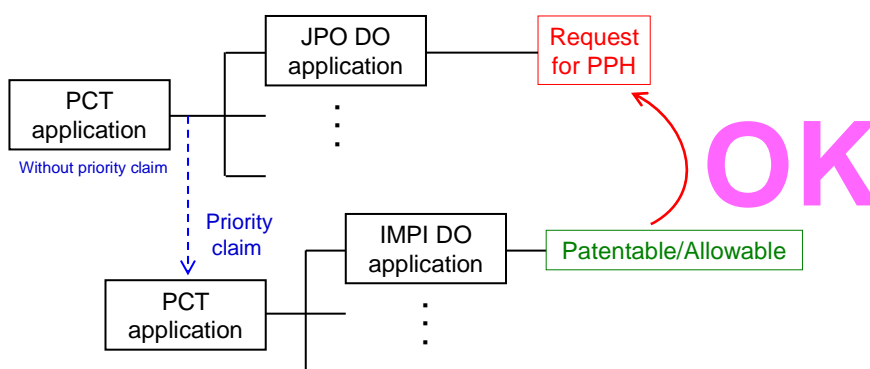 JPO DO
application
Request
for PPH
PCT
application
Without priority claim
OK
Priority
claim
IMPI DO
application
Patentable/Allowable
PCT
application